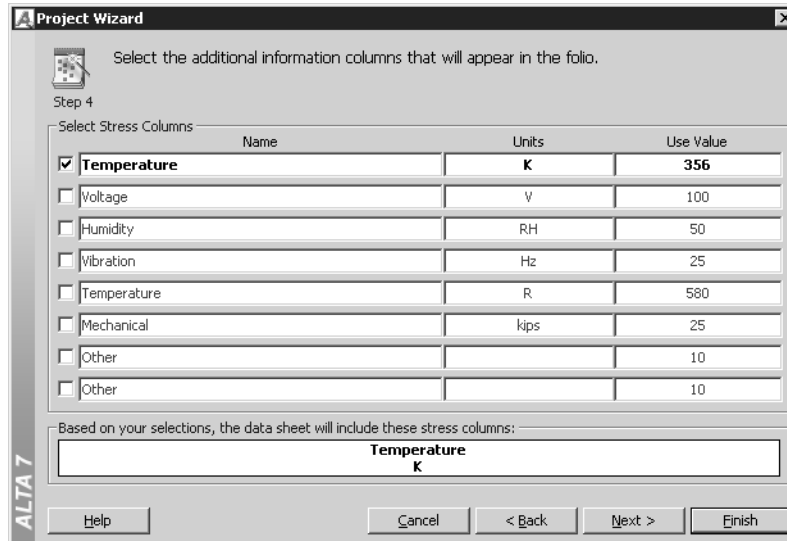 Project Wizard
Select the additional information columns that will appear in the folio.
Step 4
Select Stress Columns
Name Units Use Value
Temperature K 356
Voltage V 100
Humidity RH 50
Vibration Hz 25
Temperature R 580
Mechanical kips 25
Other 10
Other 10
Based on your selections, the data sheet will include these stress columns:
Temperature
K
ALTA 7
Help Cancel < Back Next > Finish